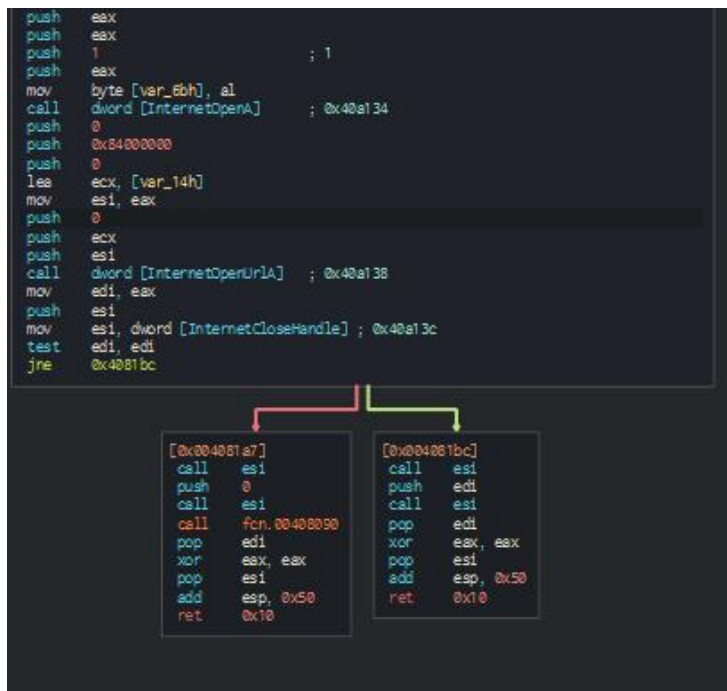 push eax
push eax
push 1 ; 1
push eax
mov byte [var_6bh], al
call dword [InternetOpenA] ; 0x40a134
push 0
push 0x84000000
push 0
lea ecx, [var_14h]
mov esi, eax
push 0
push ecx
push esi
call dword [InternetOpenUrlA] ; 0x40a138
mov edi, eax
push esi
mov esi, dword [InternetCloseHandle] ; 0x40a13c
test edi, edi
jne 0x4081bc
[0x004081a7]
call esi
push 0
call esi
call fcn.00408090
pop edi
xor eax, eax
pop esi
add esp, 0x50
ret 0x10
[0x004081bc]
call esi
push edi
call esi
pop edi
xor eax, eax
pop esi
add esp, 0x50
ret 0x10